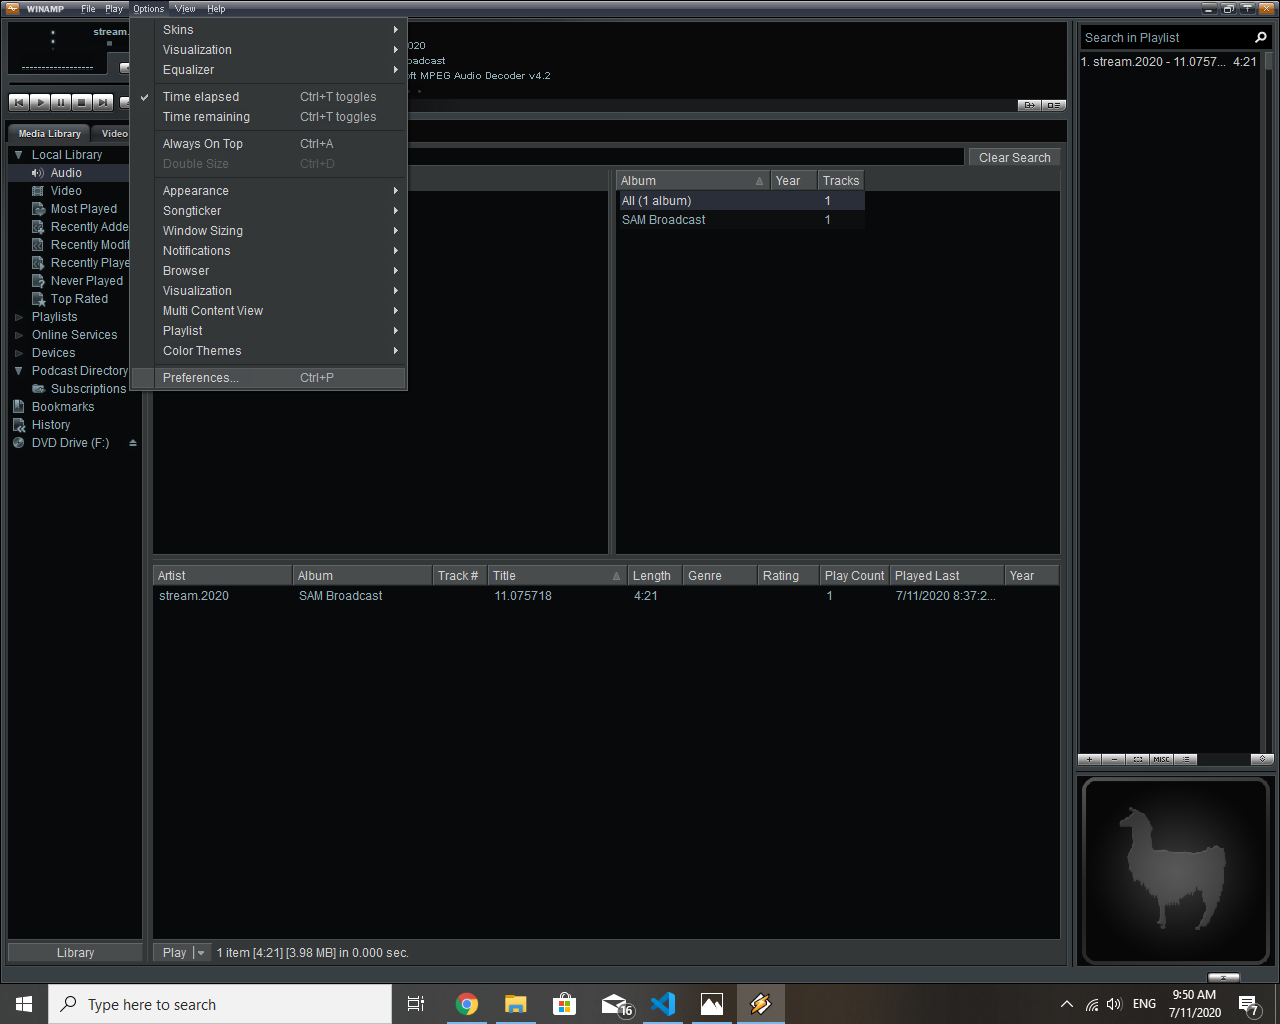 WINAMP File Play Options View Help
stream.
Skins
Visualization
Equalizer
Time elapsed Ctrl+T toggles
Time remaining Ctrl+T toggles
Always On Top Ctrl+A
Double Size Ctrl+D
Appearance
Songticker
Window Sizing
Notifications
Browser
Visualization
Multi Content View
Playlist
Color Themes
Preferences... Ctrl+P
020
oadcast
oft MPEG Audio Decoder v4.2
Search in Playlist
1. stream.2020 - 11.0757... 4:21
Media Library Video
Clear Search
Local Library
Audio
Video
Most Played
Recently Adde
Recently Modif
Recently Playe
Never Played
Top Rated
Playlists
Online Services
Devices
Podcast Directory
Subscriptions
Bookmarks
History
DVD Drive (F:)
Album Year Tracks
All (1 album) 1
SAM Broadcast 1
Artist Album Track # Title Length Genre Rating Play Count Played Last Year
stream.2020 SAM Broadcast 11.075718 4:21 1 7/11/2020 8:37:2...
MISC
Library
Play 1 item [4:21] [3.98 MB] in 0.000 sec.
Type here to search
16
ENG
9:50 AM
7/11/2020
7